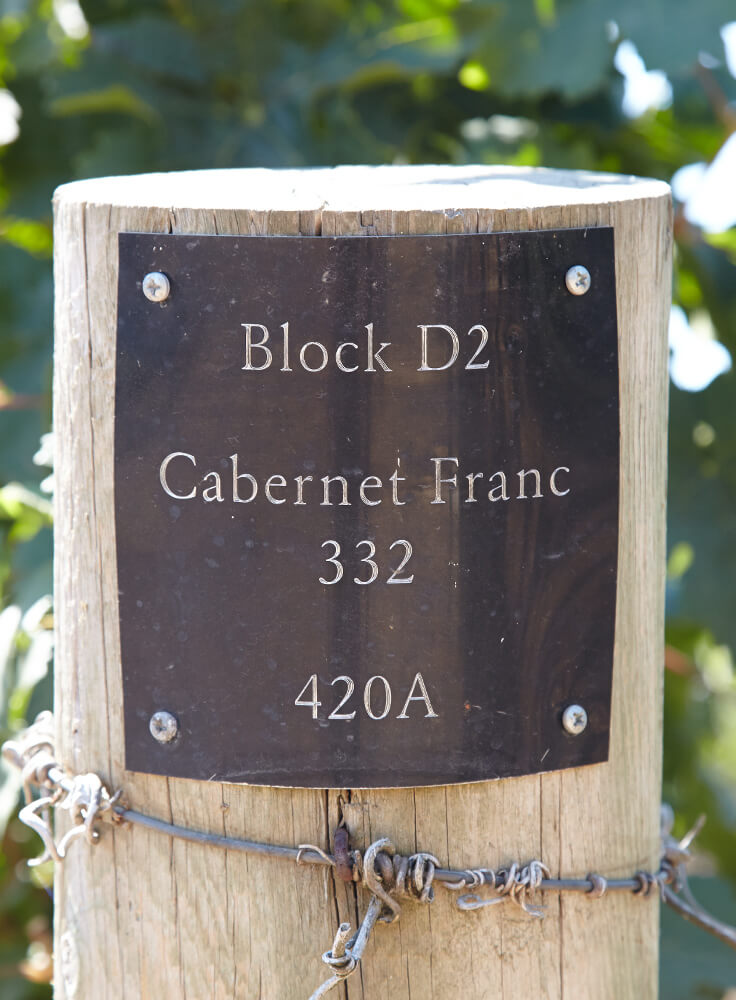 Block D2
Cabernet Franc
332
420A